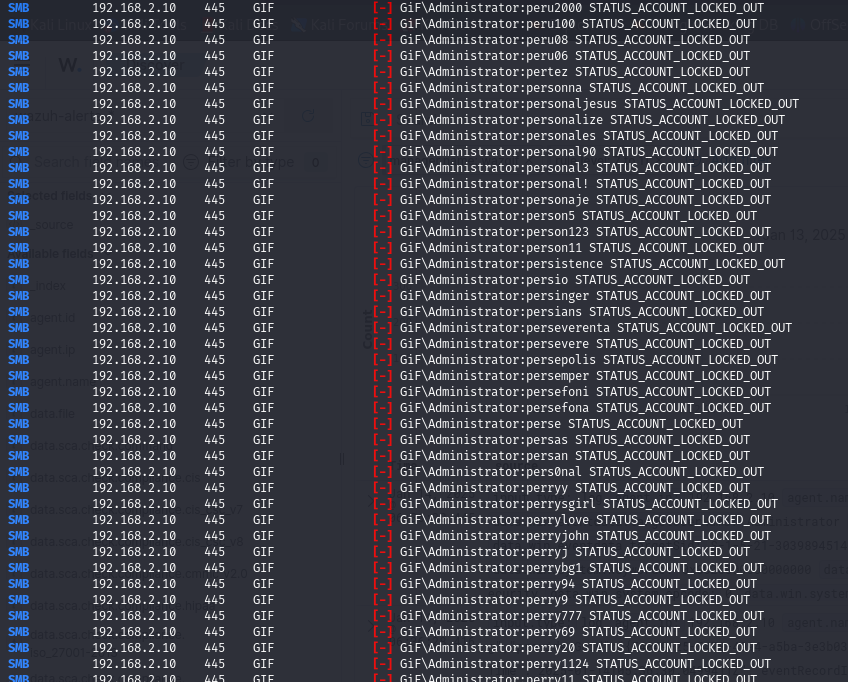 SMB 192.168.2.10 445 GIF [-] GiF\Administrator:peru2000 STATUS_ACCOUNT_LOCKED_OUT
SMB 192.168.2.10 445 GIF [-] GiF\Administrator:peru100 STATUS_ACCOUNT_LOCKED_OUT
SMB 192.168.2.10 445 GIF [-] GiF\Administrator:peru08 STATUS_ACCOUNT_LOCKED_OUT
SMB 192.168.2.10 445 GIF [-] GiF\Administrator:peru06 STATUS_ACCOUNT_LOCKED_OUT
SMB 192.168.2.10 445 GIF [-] GiF\Administrator:pertez STATUS_ACCOUNT_LOCKED_OUT
SMB 192.168.2.10 445 GIF [-] GiF\Administrator:personna STATUS_ACCOUNT_LOCKED_OUT
SMB 192.168.2.10 445 GIF [-] GiF\Administrator:personaljesus STATUS_ACCOUNT_LOCKED_OUT
SMB 192.168.2.10 445 GIF [-] GiF\Administrator:personalize STATUS_ACCOUNT_LOCKED_OUT
SMB 192.168.2.10 445 GIF [-] GiF\Administrator:personales STATUS_ACCOUNT_LOCKED_OUT
SMB 192.168.2.10 445 GIF [-] GiF\Administrator:personal90 STATUS_ACCOUNT_LOCKED_OUT
SMB 192.168.2.10 445 GIF [-] GiF\Administrator:personal3 STATUS_ACCOUNT_LOCKED_OUT
SMB 192.168.2.10 445 GIF [-] GiF\Administrator:personal! STATUS_ACCOUNT_LOCKED_OUT
SMB 192.168.2.10 445 GIF [-] GiF\Administrator:personaje STATUS_ACCOUNT_LOCKED_OUT
SMB 192.168.2.10 445 GIF [-] GiF\Administrator:person5 STATUS_ACCOUNT_LOCKED_OUT
SMB 192.168.2.10 445 GIF [-] GiF\Administrator:person123 STATUS_ACCOUNT_LOCKED_OUT
SMB 192.168.2.10 445 GIF [-] GiF\Administrator:person11 STATUS_ACCOUNT_LOCKED_OUT
SMB 192.168.2.10 445 GIF [-] GiF\Administrator:persistence STATUS_ACCOUNT_LOCKED_OUT
SMB 192.168.2.10 445 GIF [-] GiF\Administrator:persio STATUS_ACCOUNT_LOCKED_OUT
SMB 192.168.2.10 445 GIF [-] GiF\Administrator:persinger STATUS_ACCOUNT_LOCKED_OUT
SMB 192.168.2.10 445 GIF [-] GiF\Administrator:persians STATUS_ACCOUNT_LOCKED_OUT
SMB 192.168.2.10 445 GIF [-] GiF\Administrator:perseverenta STATUS_ACCOUNT_LOCKED_OUT
SMB 192.168.2.10 445 GIF [-] GiF\Administrator:persevere STATUS_ACCOUNT_LOCKED_OUT
SMB 192.168.2.10 445 GIF [-] GiF\Administrator:persepolis STATUS_ACCOUNT_LOCKED_OUT
SMB 192.168.2.10 445 GIF [-] GiF\Administrator:persemper STATUS_ACCOUNT_LOCKED_OUT
SMB 192.168.2.10 445 GIF [-] GiF\Administrator:persefoni STATUS_ACCOUNT_LOCKED_OUT
SMB 192.168.2.10 445 GIF [-] GiF\Administrator:persefona STATUS_ACCOUNT_LOCKED_OUT
SMB 192.168.2.10 445 GIF [-] GiF\Administrator:perse STATUS_ACCOUNT_LOCKED_OUT
SMB 192.168.2.10 445 GIF [-] GiF\Administrator:persas STATUS_ACCOUNT_LOCKED_OUT
SMB 192.168.2.10 445 GIF [-] GiF\Administrator:persan STATUS_ACCOUNT_LOCKED_OUT
SMB 192.168.2.10 445 GIF [-] GiF\Administrator:pers0nal STATUS_ACCOUNT_LOCKED_OUT
SMB 192.168.2.10 445 GIF [-] GiF\Administrator:perryy STATUS_ACCOUNT_LOCKED_OUT
SMB 192.168.2.10 445 GIF [-] GiF\Administrator:perrysgirl STATUS_ACCOUNT_LOCKED_OUT
SMB 192.168.2.10 445 GIF [-] GiF\Administrator:perrylove STATUS_ACCOUNT_LOCKED_OUT
SMB 192.168.2.10 445 GIF [-] GiF\Administrator:perryjohn STATUS_ACCOUNT_LOCKED_OUT
SMB 192.168.2.10 445 GIF [-] GiF\Administrator:perryj STATUS_ACCOUNT_LOCKED_OUT
SMB 192.168.2.10 445 GIF [-] GiF\Administrator:perrybg1 STATUS_ACCOUNT_LOCKED_OUT
SMB 192.168.2.10 445 GIF [-] GiF\Administrator:perry94 STATUS_ACCOUNT_LOCKED_OUT
SMB 192.168.2.10 445 GIF [-] GiF\Administrator:perry9 STATUS_ACCOUNT_LOCKED_OUT
SMB 192.168.2.10 445 GIF [-] GiF\Administrator:perry777 STATUS_ACCOUNT_LOCKED_OUT
SMB 192.168.2.10 445 GIF [-] GiF\Administrator:perry69 STATUS_ACCOUNT_LOCKED_OUT
SMB 192.168.2.10 445 GIF [-] GiF\Administrator:perry20 STATUS_ACCOUNT_LOCKED_OUT
SMB 192.168.2.10 445 GIF [-] GiF\Administrator:perry1124 STATUS_ACCOUNT_LOCKED_OUT
SMB 192.168.2.10 445 GIF [-] GiF\Administrator:perry11 STATUS_ACCOUNT_LOCKED_OUT